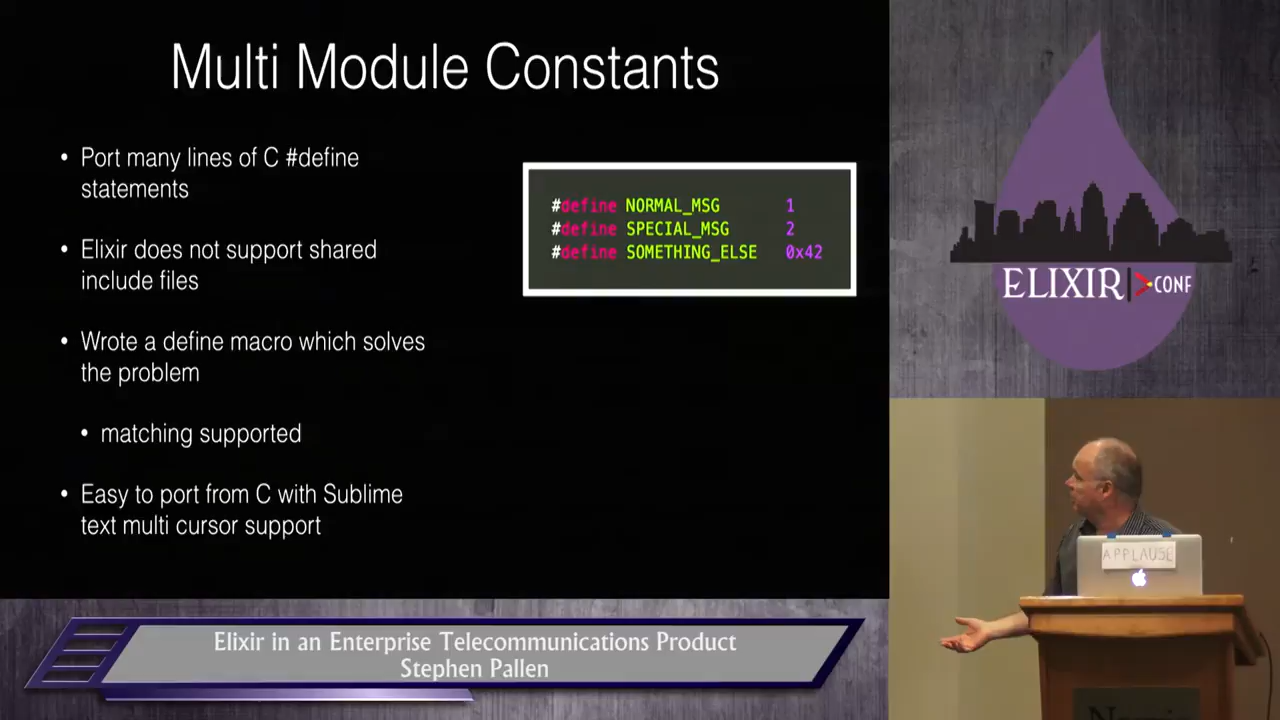 Multi Module Constants
• Port many lines of C #define
statements
• Elixir does not support shared
include files
• Wrote a define macro which solves
the problem
• matching supported
• Easy to port from C with Sublime
text multi cursor support
#define NORMAL_MSG 1
#define SPECIAL_MSG 2
#define SOMETHING_ELSE 0x42
ELIXIR|>CONF
APPLAUSE
Elixir in an Enterprise Telecommunications Product
Stephen Pallen